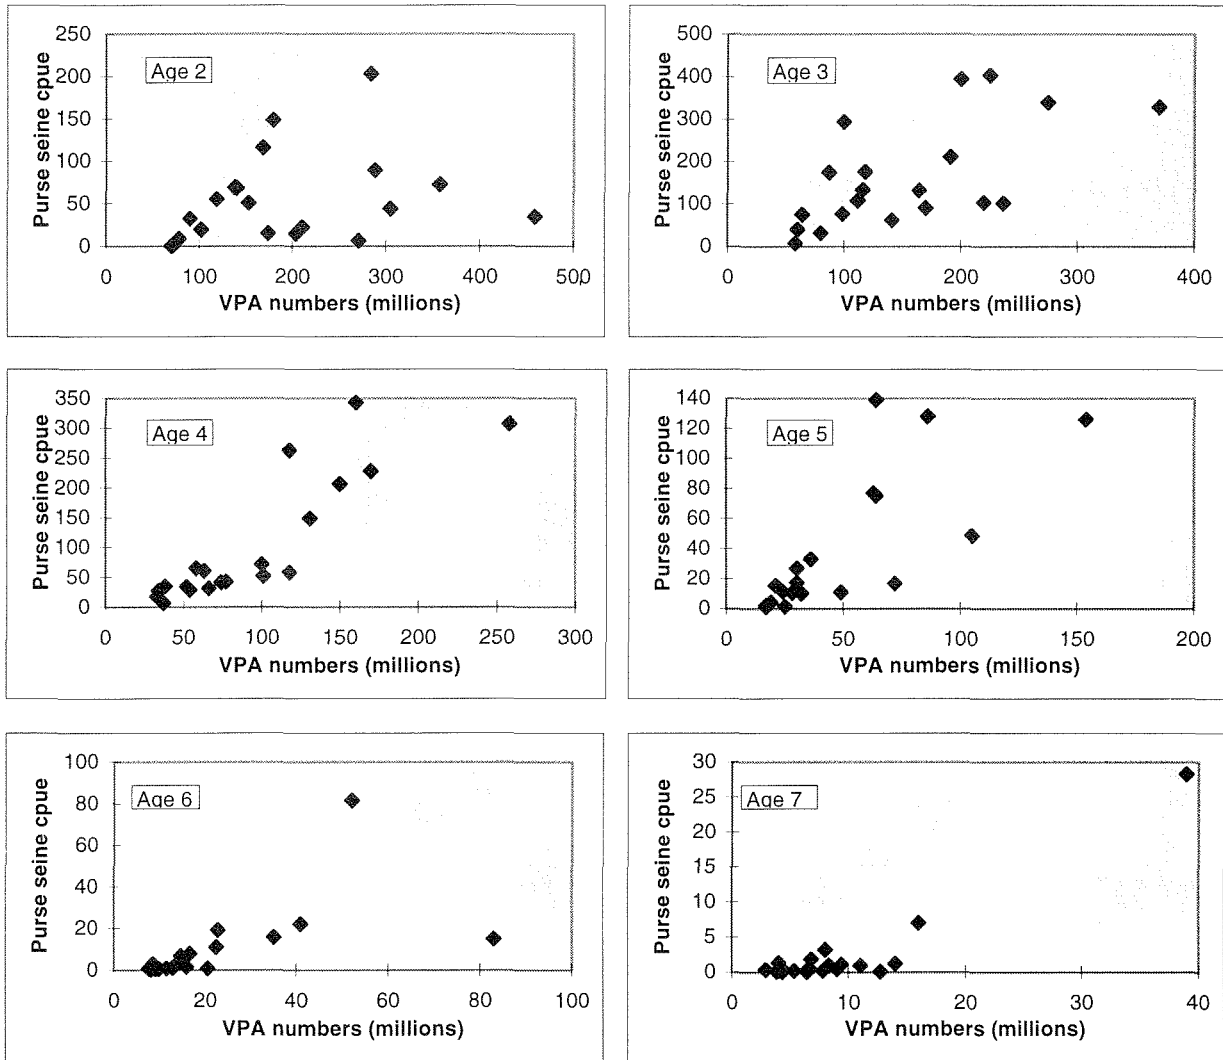 Age 2
Purse seine cpue
250
200
150
100
50
0
0 100 200 300 400 500
VPA numbers (millions)
Age 3
Purse seine cpue
500
400
300
200
100
0
0 100 200 300 400
VPA numbers (millions)
Age 4
Purse seine cpue
350
300
250
200
150
100
50
0
0 50 100 150 200 250 300
VPA numbers (millions)
Age 5
Purse seine cpue
140
120
100
80
60
40
20
0
0 50 100 150 200
VPA numbers (millions)
Age 6
Purse seine cpue
100
80
60
40
20
0
0 20 40 60 80 100
VPA numbers (millions)
Age 7
Purse seine cpue
30
25
20
15
10
5
0
0 10 20 30 40
VPA numbers (millions)